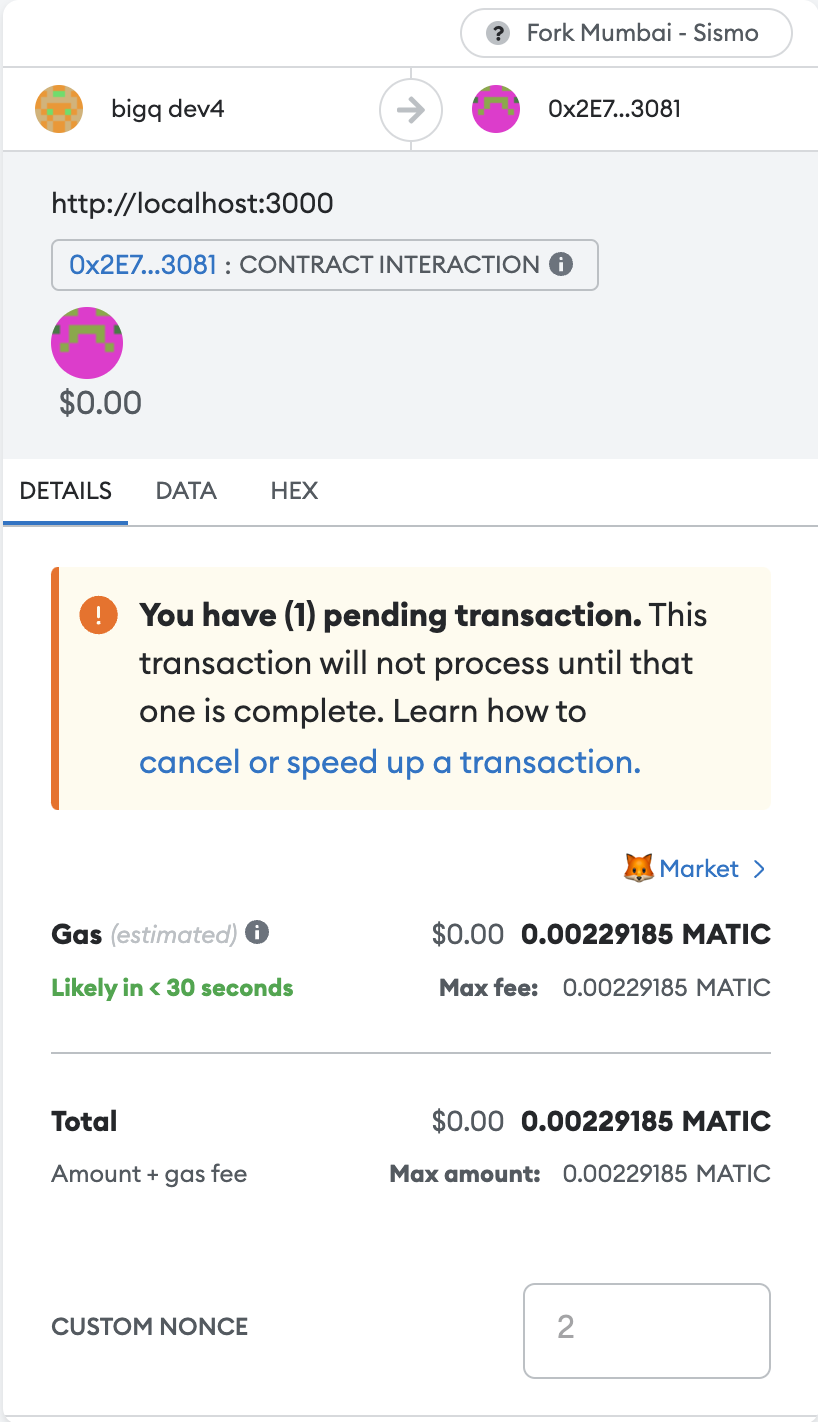 ? Fork Mumbai - Sismo
bigq dev4 0x2E7...3081
http://localhost:3000
0x2E7...3081 : CONTRACT INTERACTION i
$0.00
DETAILS DATA HEX
! You have (1) pending transaction. This
transaction will not process until that
one is complete. Learn how to
cancel or speed up a transaction.
Market >
Gas (estimated) i $0.00 0.00229185 MATIC
Likely in < 30 seconds Max fee: 0.00229185 MATIC
Total $0.00 0.00229185 MATIC
Amount + gas fee Max amount: 0.00229185 MATIC
CUSTOM NONCE 2